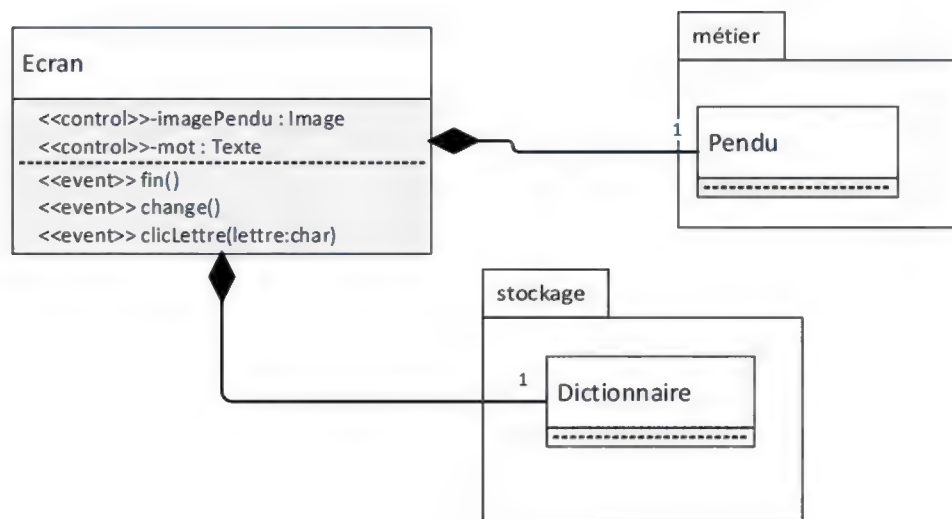 Ecran
<<control>>-imagePendu : Image
<<control>>-mot : Texte
<<event>> fin()
<<event>> change()
<<event>> clicLettre(lettre:char)
métier
1
Pendu
stockage
1
Dictionnaire